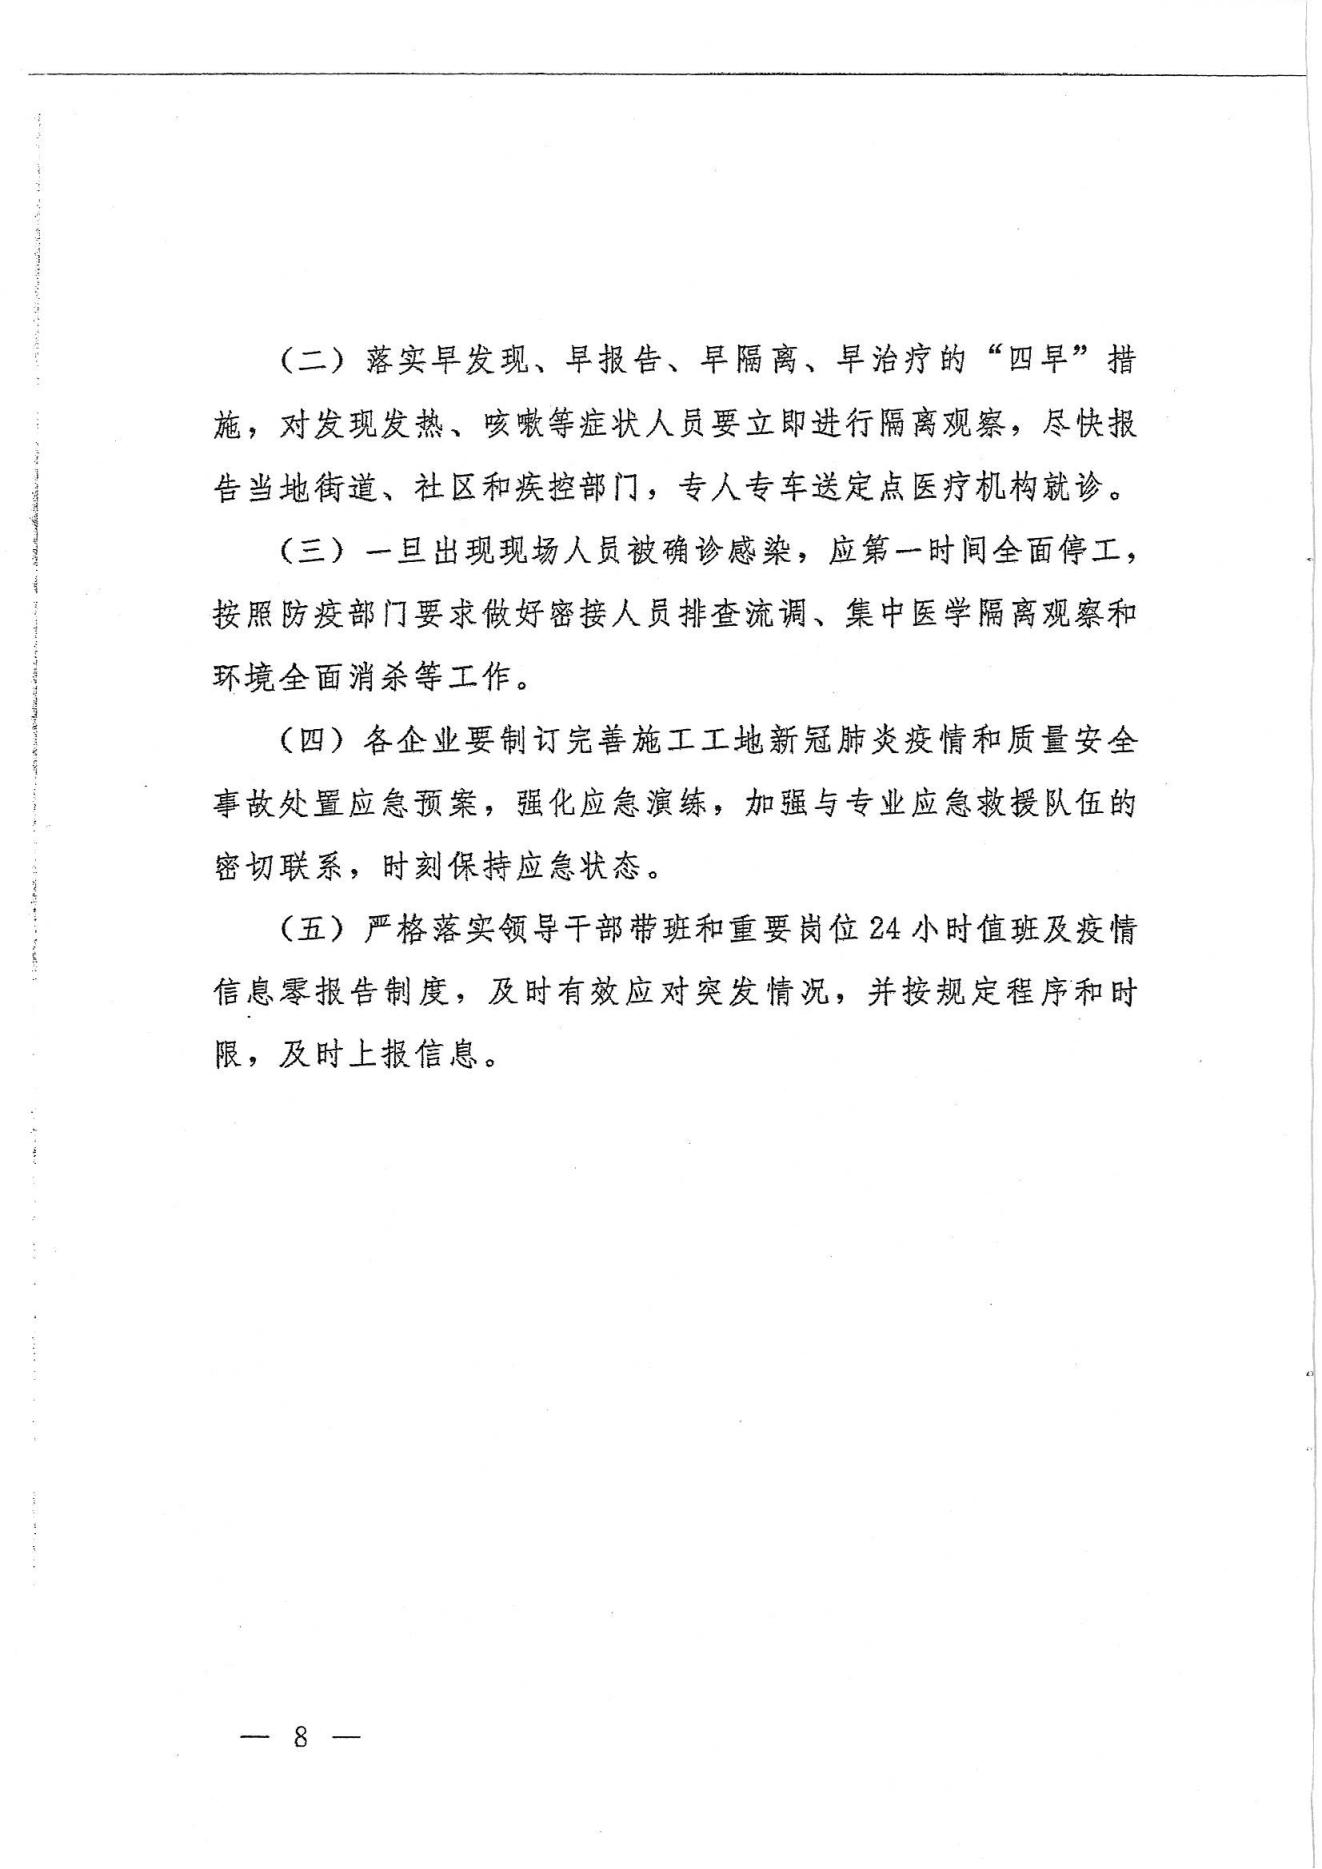 （二）落实早发现、早报告、早隔离、早治疗的“四早”措
施，对发现发热、咳嗽等症状人员要立即进行隔离观察，尽快报
告当地街道、社区和疾控部门，专人专车送定点医疗机构就诊。
（三）一旦出现现场人员被确诊感染，应第一时间全面停工，
按照防疫部门要求做好密接人员排查流调、集中医学隔离观察和
环境全面消杀等工作。
（四）各企业要制订完善施工工地新冠肺炎疫情和质量安全
事故处置应急预案，强化应急演练，加强与专业应急救援队伍的
密切联系，时刻保持应急状态。
（五）严格落实领导干部带班和重要岗位24小时值班及疫情
信息零报告制度，及时有效应对突发情况，并按规定程序和时
限，及时上报信息。
— 8 —